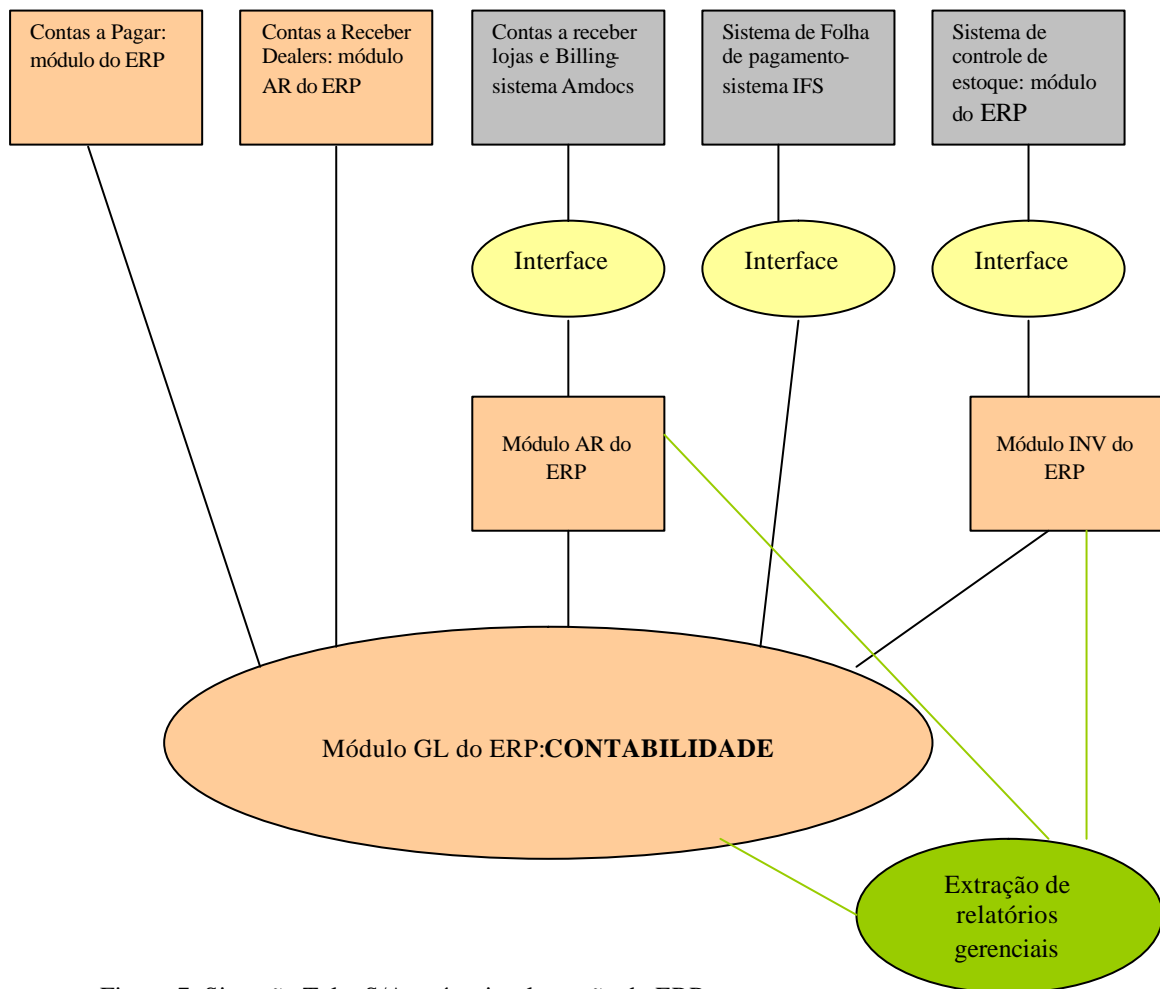 Contas a Pagar:
módulo do ERP
Contas a Receber
Dealers: módulo
AR do ERP
Contas a receber
lojas e Billing-
sistema Amdocs
Sistema de Folha
de pagamento-
sistema IFS
Sistema de
controle de
estoque: módulo
do ERP
Interface
Interface
Interface
Módulo AR do
ERP
Módulo INV do
ERP
Módulo GL do ERP:CONTABILIDADE
Extração de
relatórios
gerenciais